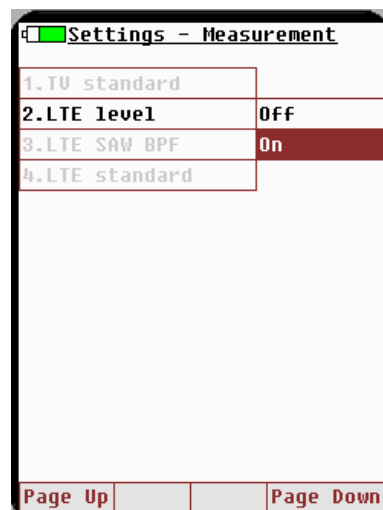 Settings - Measurement
1.TV standard
2.LTE level Off
3.LTE SAW BPF On
4.LTE standard
Page Up Page Down